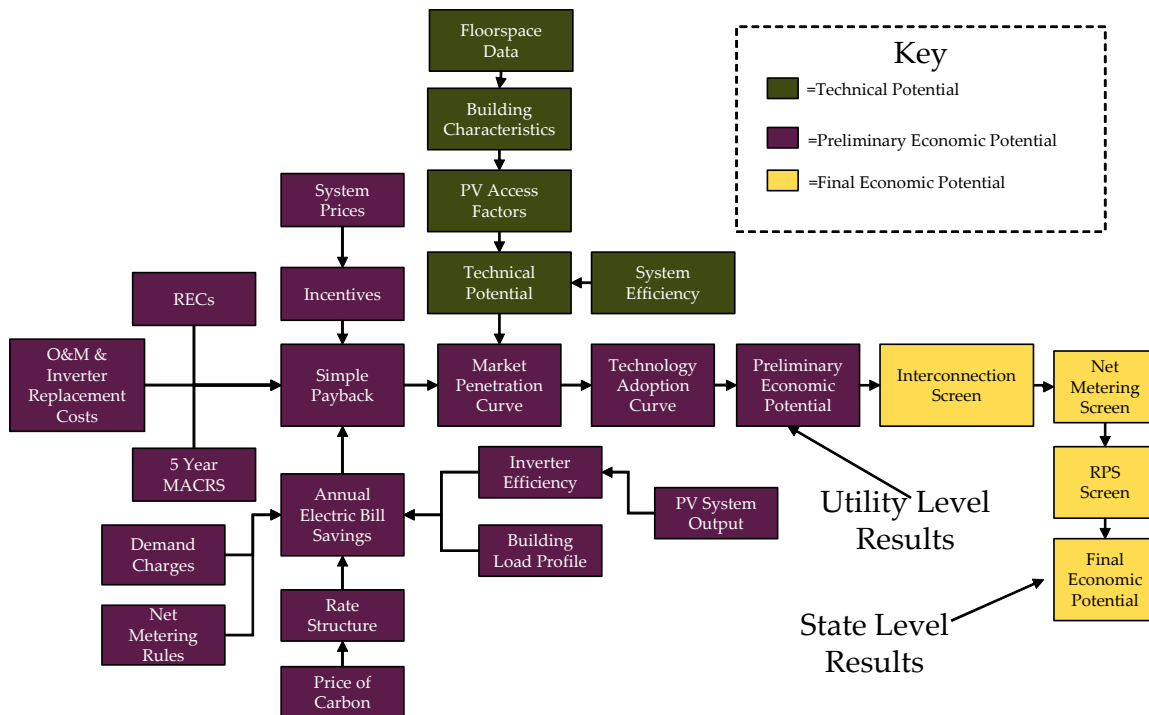 Floorspace
Data
Key
=Technical Potential
=Preliminary Economic Potential
=Final Economic Potential
Building
Characteristics
System
Prices
PV Access
Factors
RECs
Incentives
Technical
Potential
System
Efficiency
O&M &
Inverter
Replacement
Costs
Simple
Payback
Market
Penetration
Curve
Technology
Adoption
Curve
Preliminary
Economic
Potential
Interconnection
Screen
Net
Metering
Screen
5 Year
MACRS
Annual
Electric Bill
Savings
Inverter
Efficiency
PV System
Output
Utility Level
Results
RPS
Screen
Demand
Charges
Building
Load Profile
Final
Economic
Potential
Net
Metering
Rules
Rate
Structure
State Level
Results
Price of
Carbon